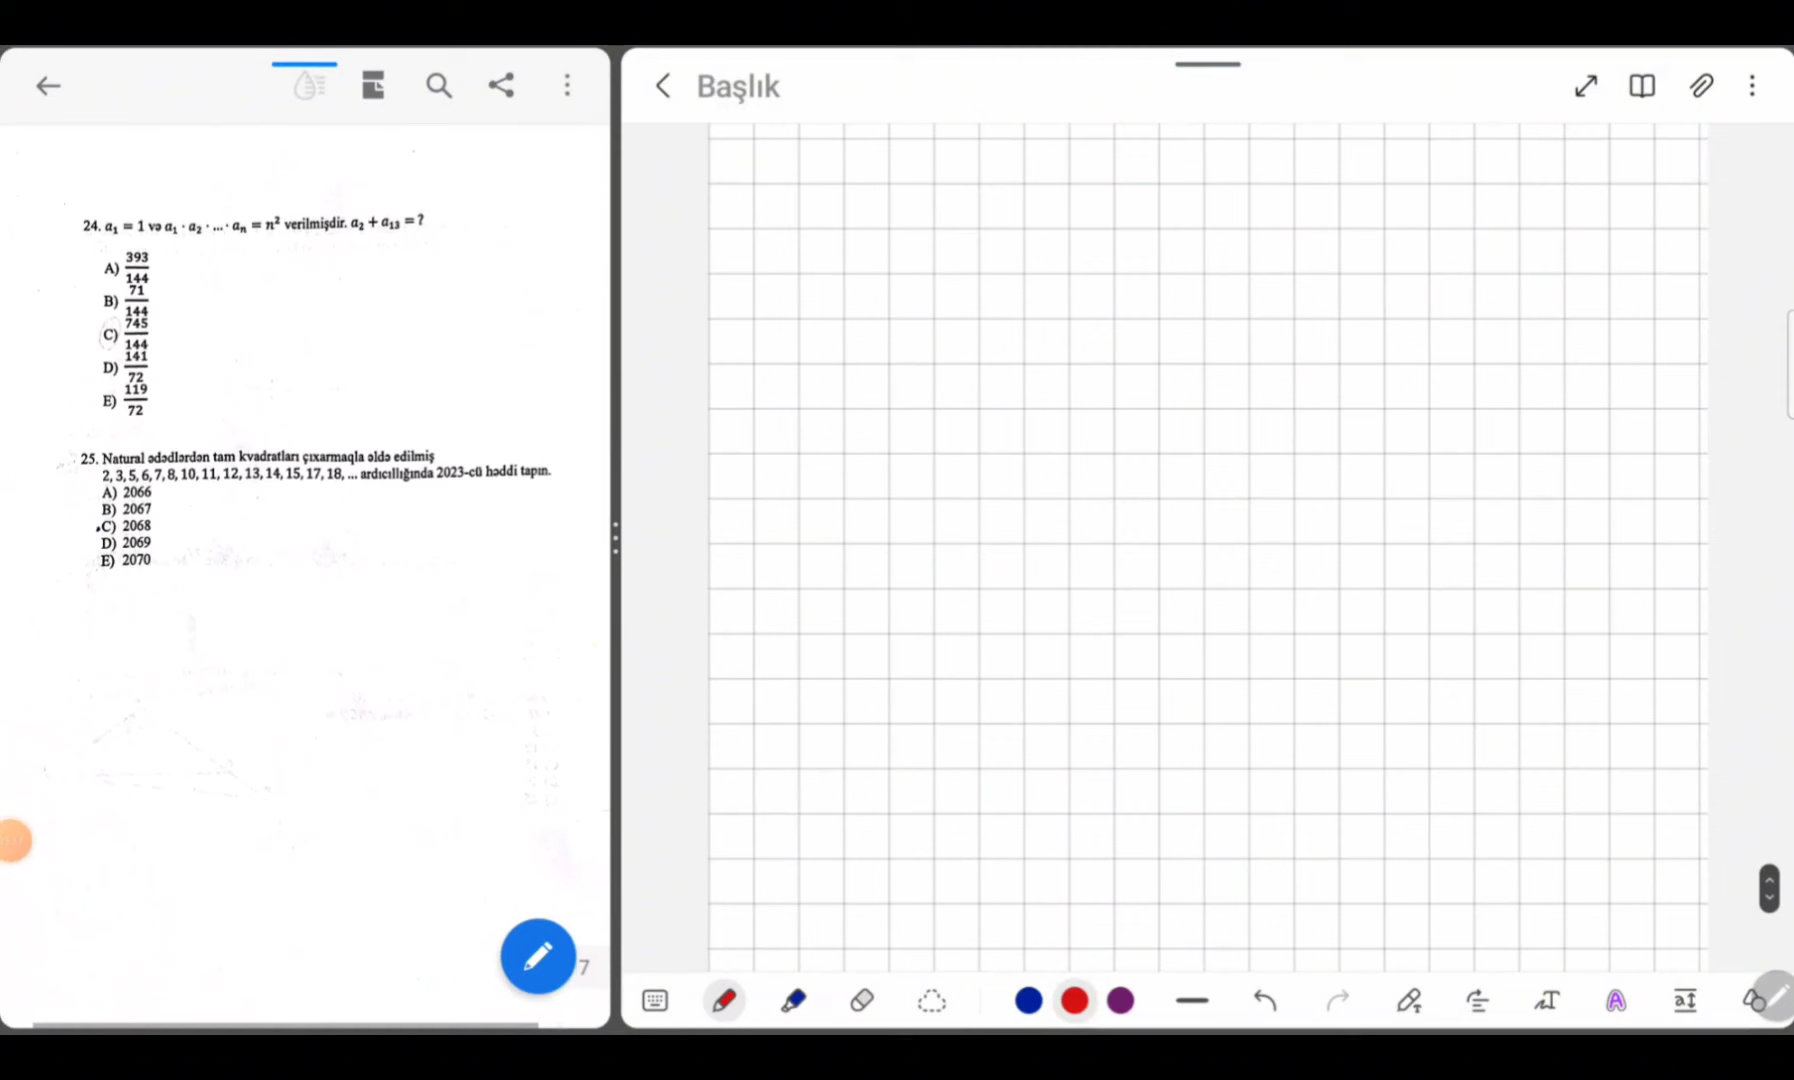 Başlık
24. a₁ = 1 və a₁ · a₂ · ... · aₙ = n² verilmişdir. a₂ + a₁₃ = ?
A) 393/144
B) 71/144
C) 745/144
D) 141/72
E) 119/72
25. Natural ədədlərdən tam kvadratları çıxarmaqla əldə edilmiş
2, 3, 5, 6, 7, 8, 10, 11, 12, 13, 14, 15, 17, 18, ... ardıcıllığında 2023-cü həddi tapın.
A) 2066
B) 2067
C) 2068
D) 2069
E) 2070
7